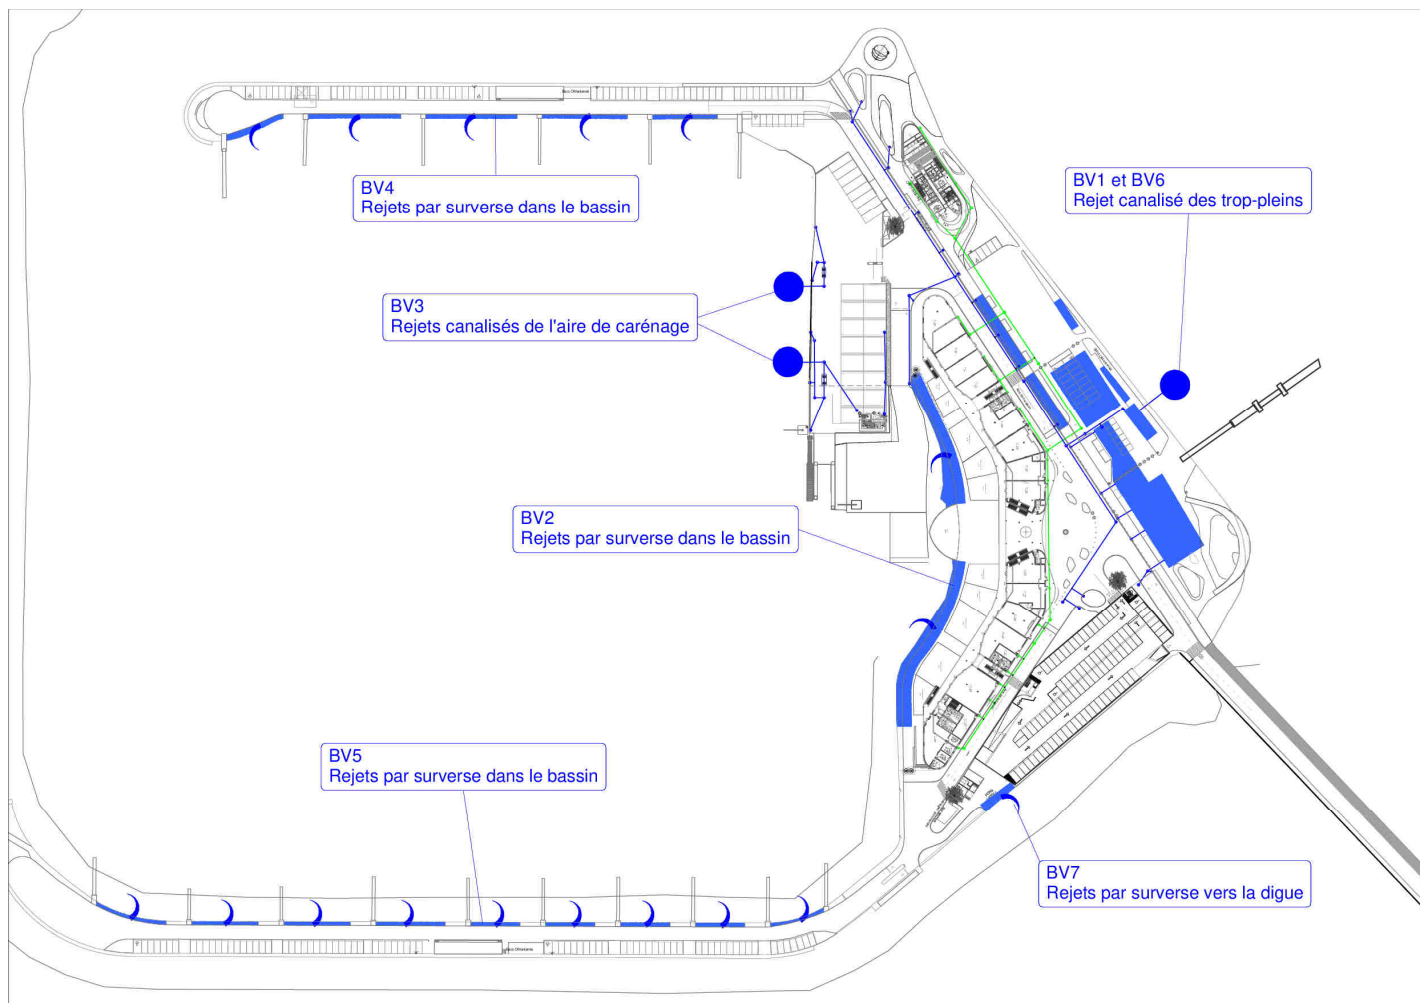 BV4
Rejets par surverse dans le bassin
BV1 et BV6
Rejet canalisé des trop-pleins
BV3
Rejets canalisés de l'aire de carénage
BV2
Rejets par surverse dans le bassin
BV5
Rejets par surverse dans le bassin
BV7
Rejets par surverse vers la digue